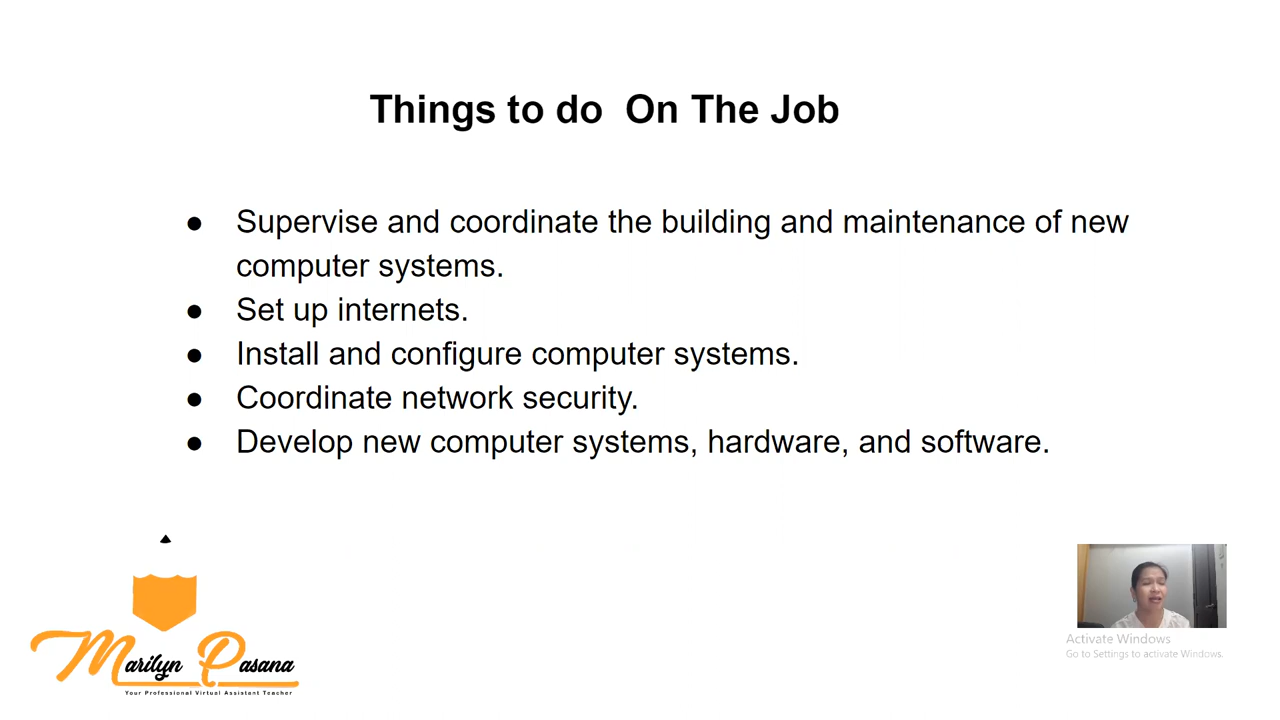 Things to do  On The Job
● Supervise and coordinate the building and maintenance of new
computer systems.
● Set up internets.
● Install and configure computer systems.
● Coordinate network security.
● Develop new computer systems, hardware, and software.
Marilyn Pasana
Your Professional Virtual Assistant Teacher
Activate Windows
Go to Settings to activate Windows.